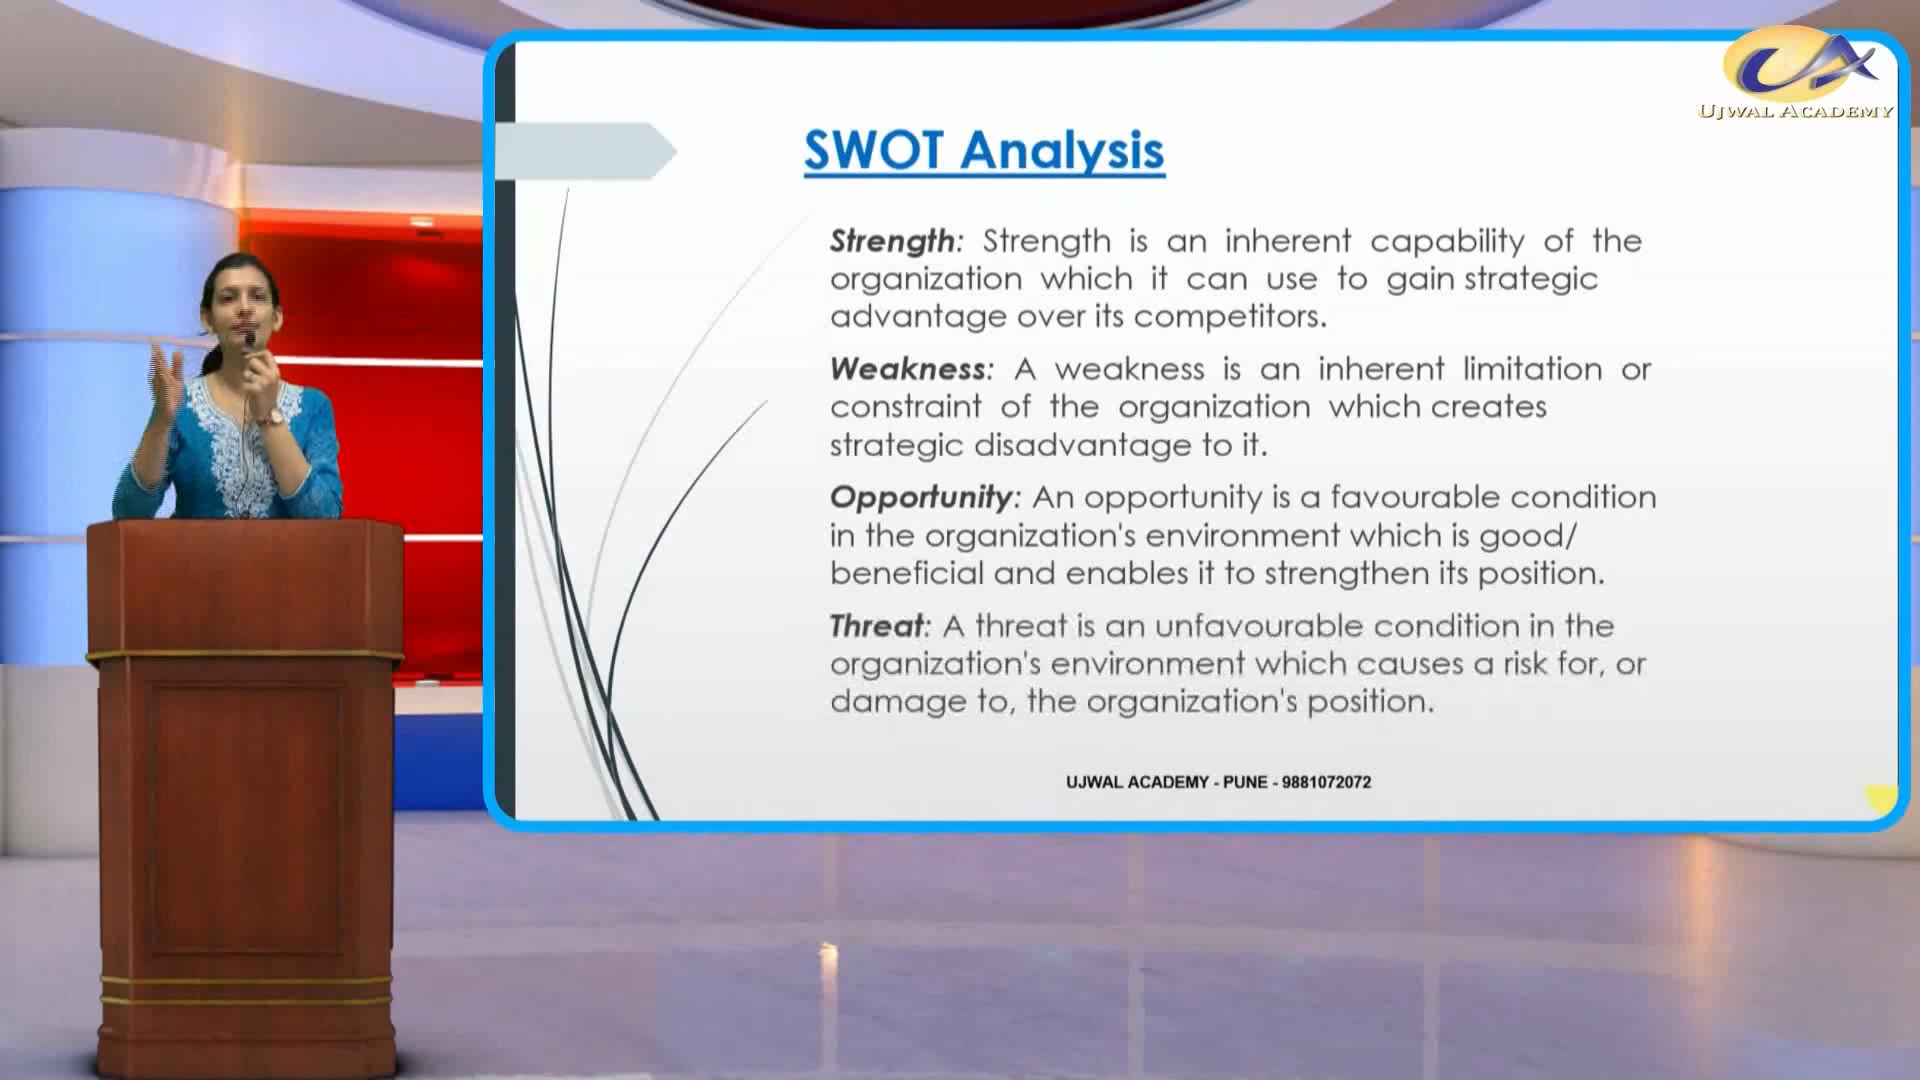 UJWAL ACADEMY
SWOT Analysis
Strength: Strength is an inherent capability of the
organization which it can use to gain strategic
advantage over its competitors.
Weakness: A weakness is an inherent limitation or
constraint of the organization which creates
strategic disadvantage to it.
Opportunity: An opportunity is a favourable condition
in the organization's environment which is good/
beneficial and enables it to strengthen its position.
Threat: A threat is an unfavourable condition in the
organization's environment which causes a risk for, or
damage to, the organization's position.
UJWAL ACADEMY - PUNE - 9881072072